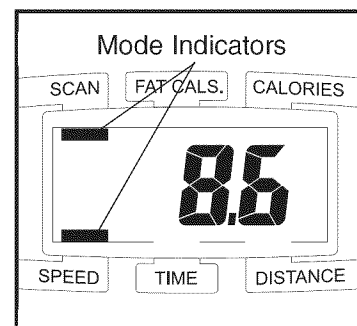 Mode Indicators
SCAN FAT CALS. CALORIES
8.6
SPEED TIME DISTANCE